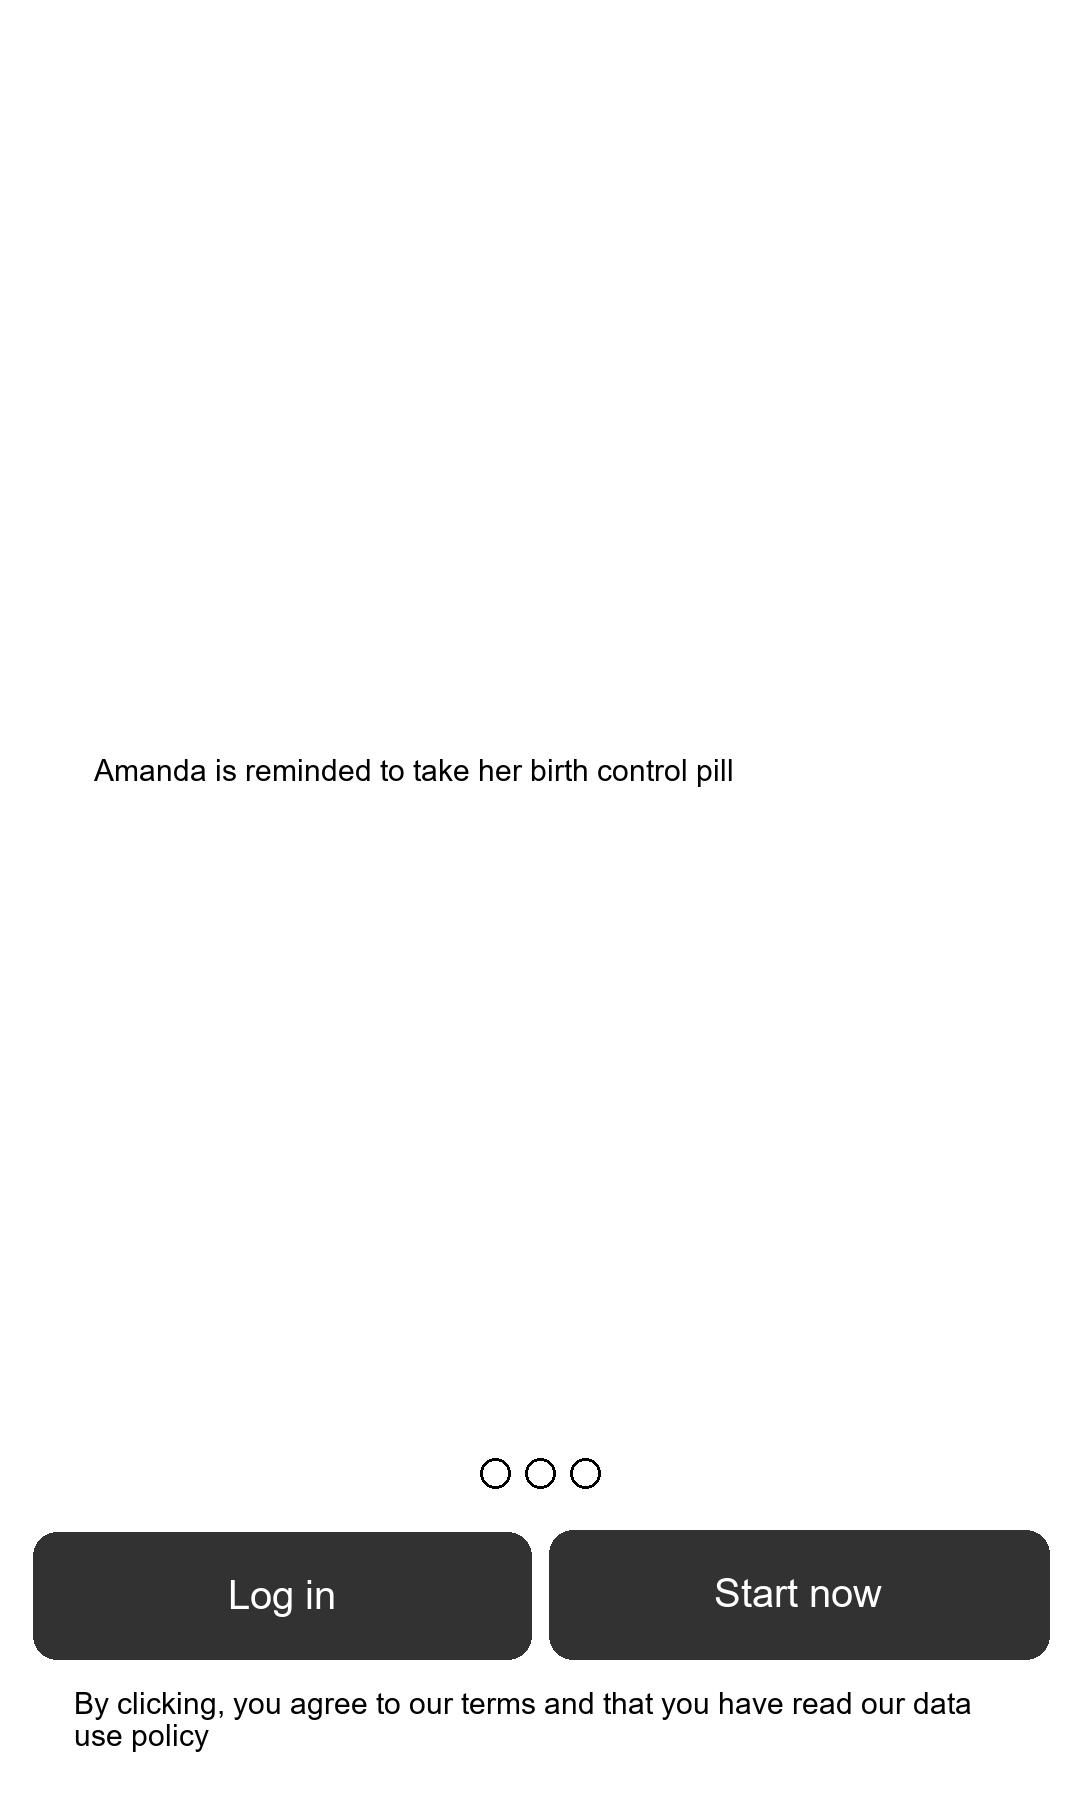 Amanda is reminded to take her birth control pill
Log in
Start now
By clicking, you agree to our terms and that you have read our data
use policy